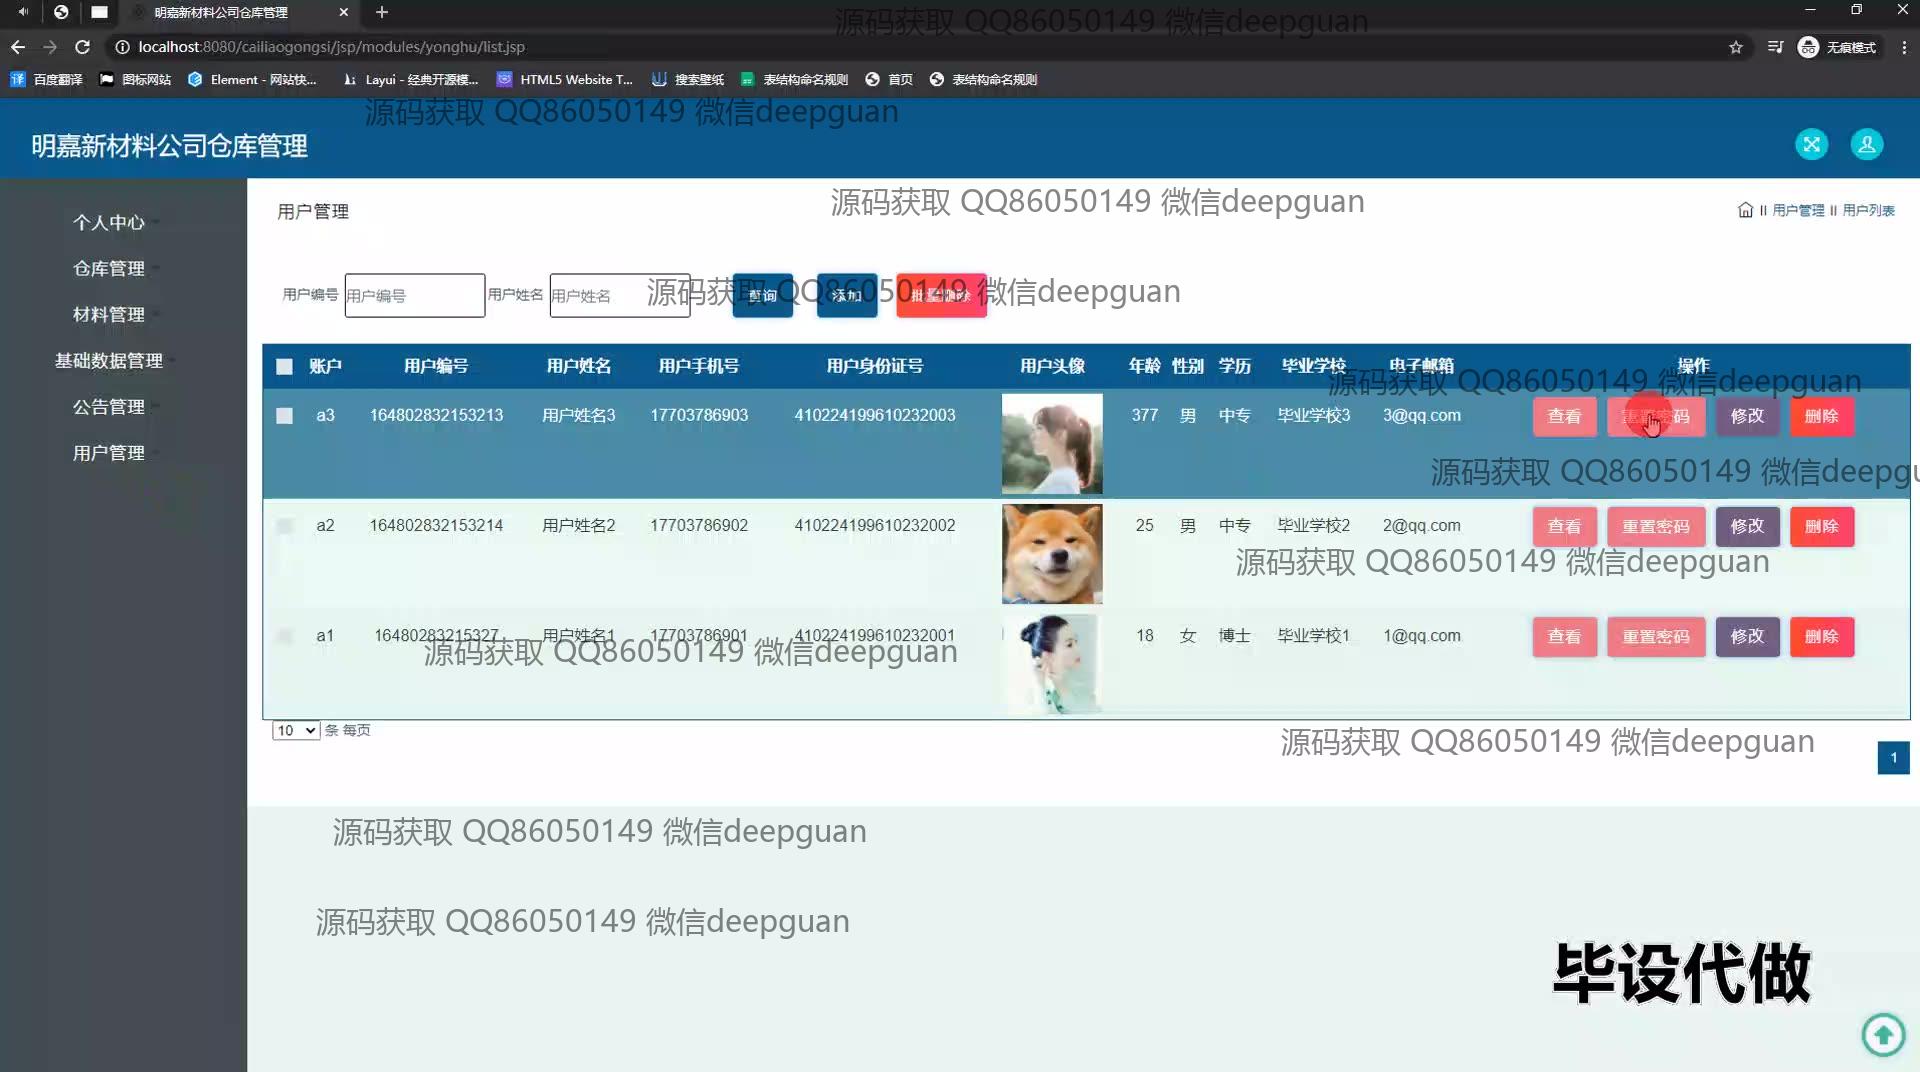 明嘉新材料公司仓库管理
localhost:8080/cailiaogongsi/jsp/modules/yonghu/list.jsp
无痕模式
百度翻译 图标网站 Element - 网站快... Layui - 经典开源模... HTML5 Website T... 搜索壁纸 表结构命名规则 首页 表结构命名规则
源码获取 QQ86050149 微信deepguan
源码获取 QQ86050149 微信deepguan
明嘉新材料公司仓库管理
个人中心
仓库管理
材料管理
基础数据管理
公告管理
用户管理
用户管理
源码获取 QQ86050149 微信deepguan
用户管理 用户列表
用户编号 用户编号 用户姓名 用户姓名 查询 添加 批量删除
源码获取 QQ86050149 微信deepguan
账户 用户编号 用户姓名 用户手机号 用户身份证号 用户头像 年龄 性别 学历 毕业学校 电子邮箱 操作
源码获取 QQ86050149 微信deepguan
a3 164802832153213 用户姓名3 17703786903 410224199610232003 377 男 中专 毕业学校3 3@qq.com 查看 重置密码 修改 删除
源码获取 QQ86050149 微信deepgu
a2 164802832153214 用户姓名2 17703786902 410224199610232002 25 男 中专 毕业学校2 2@qq.com 查看 重置密码 修改 删除
源码获取 QQ86050149 微信deepguan
a1 16480283215327 用户姓名1 17703786901 410224199610232001 18 女 博士 毕业学校1 1@qq.com 查看 重置密码 修改 删除
源码获取 QQ86050149 微信deepguan
10 条 每页
源码获取 QQ86050149 微信deepguan
1
源码获取 QQ86050149 微信deepguan
源码获取 QQ86050149 微信deepguan
毕设代做